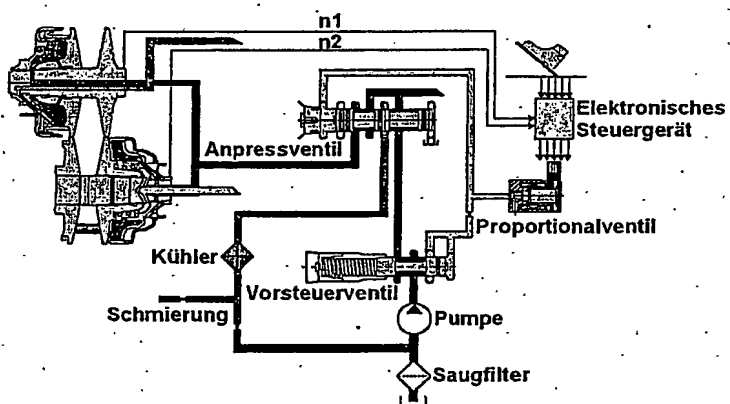 n1
n2
Elektronisches
Steuergerät
Anpressventil
Proportionalventil
Kühler
Vorsteuerventil
Schmierung
Pumpe
Saugfilter